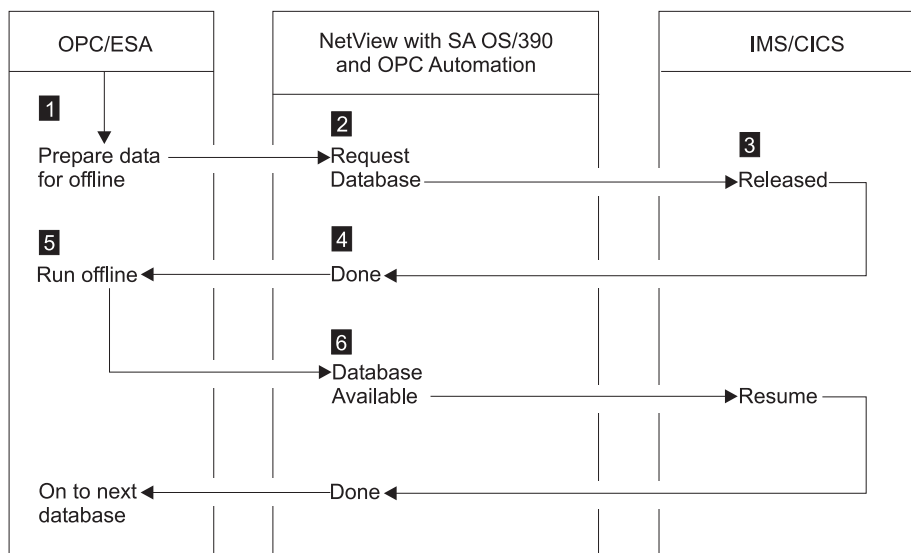 OPC/ESA
NetView with SA OS/390
and OPC Automation
IMS/CICS
1
Prepare data
for offline
2
Request
Database
3
Released
5
Run offline
4
Done
6
Database
Available
Resume
On to next
database
Done